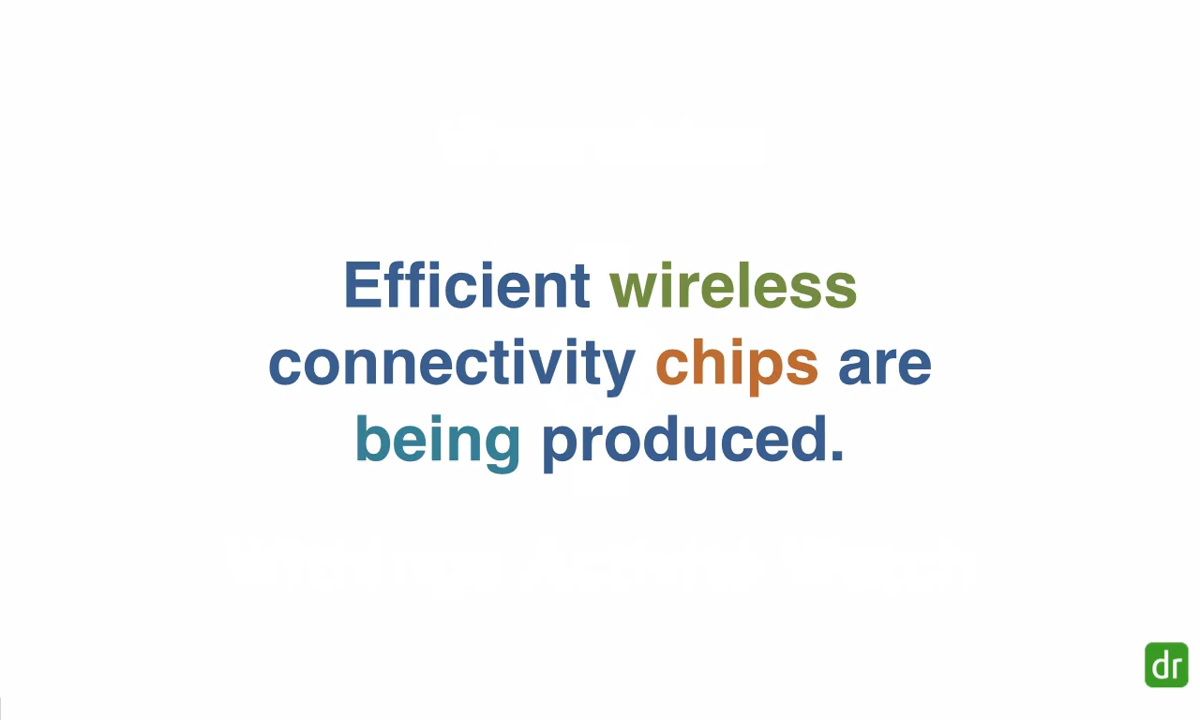 Efficient wireless
connectivity chips are
being produced.
dr